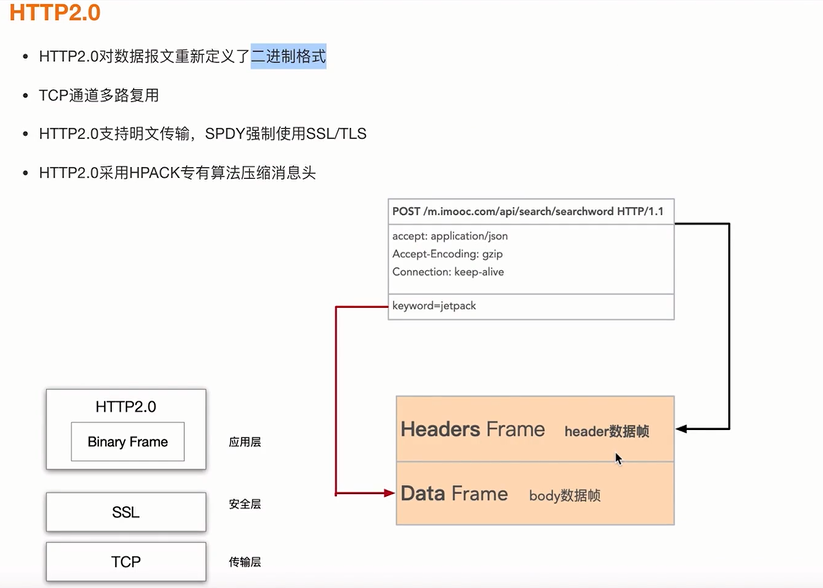 HTTP2.0
HTTP2.0对数据报文重新定义了二进制格式
TCP通道多路复用
HTTP2.0支持明文传输，SPDY强制使用SSL/TLS
HTTP2.0采用HPACK专有算法压缩消息头
POST /m.imooc.com/api/search/searchword HTTP/1.1
accept: application/json
Accept-Encoding: gzip
Connection: keep-alive
keyword=jetpack
Headers Frame header数据帧
Data Frame body数据帧
HTTP2.0
Binary Frame 应用层
SSL 安全层
TCP 传输层